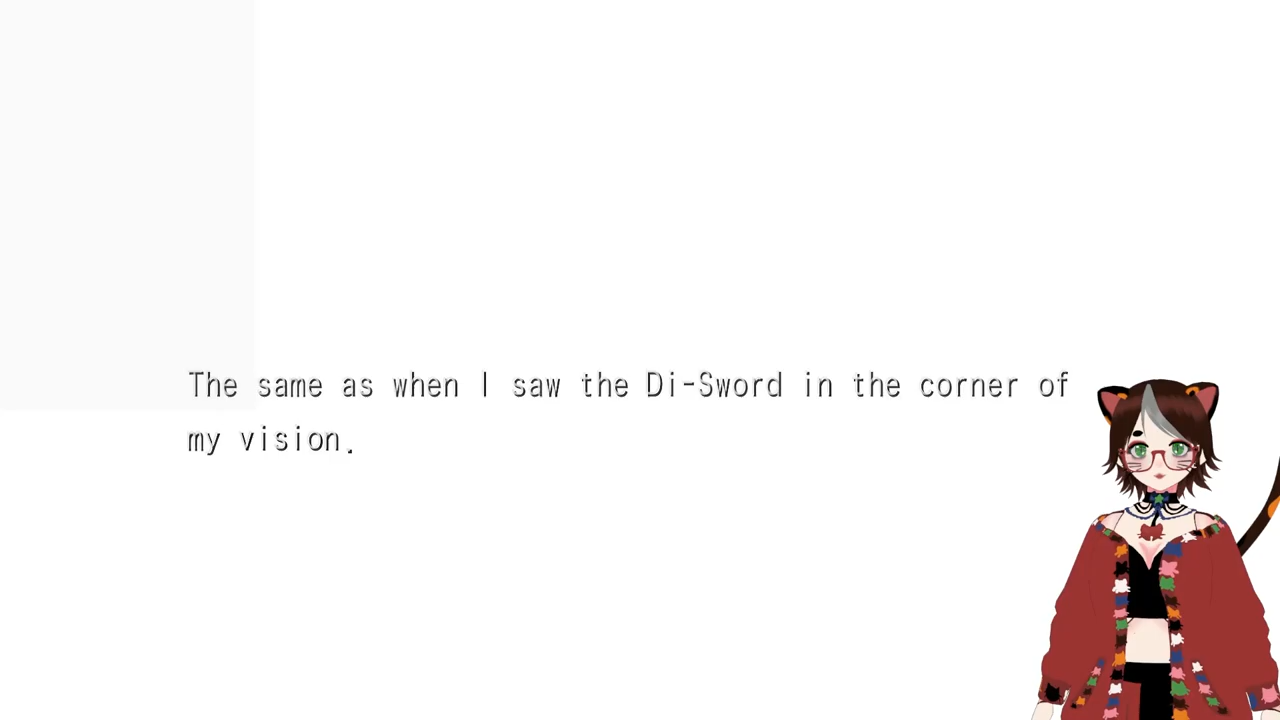 The same as when I saw the Di-Sword in the corner of
my vision.